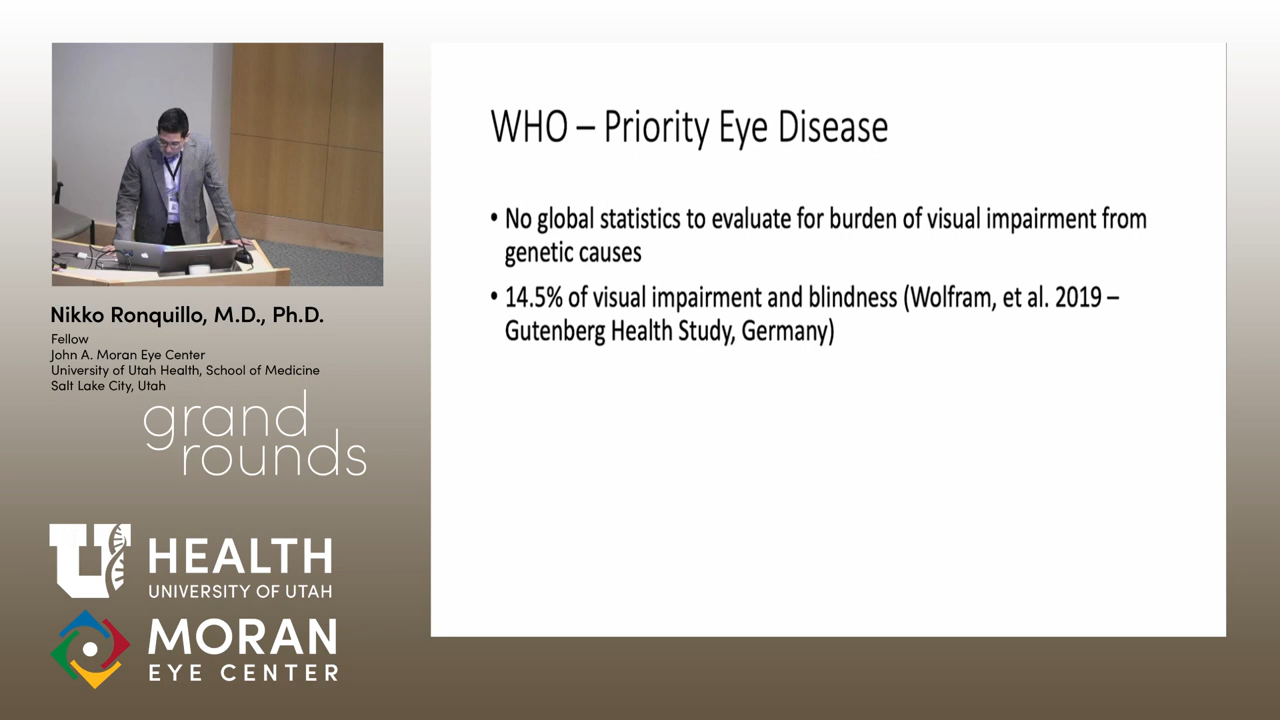 WHO – Priority Eye Disease
• No global statistics to evaluate for burden of visual impairment from
genetic causes
• 14.5% of visual impairment and blindness (Wolfram, et al. 2019 –
Gutenberg Health Study, Germany)
Nikko Ronquillo, M.D., Ph.D.
Fellow
John A. Moran Eye Center
University of Utah Health, School of Medicine
Salt Lake City, Utah
grand
rounds
U HEALTH
UNIVERSITY OF UTAH
MORAN
EYE CENTER